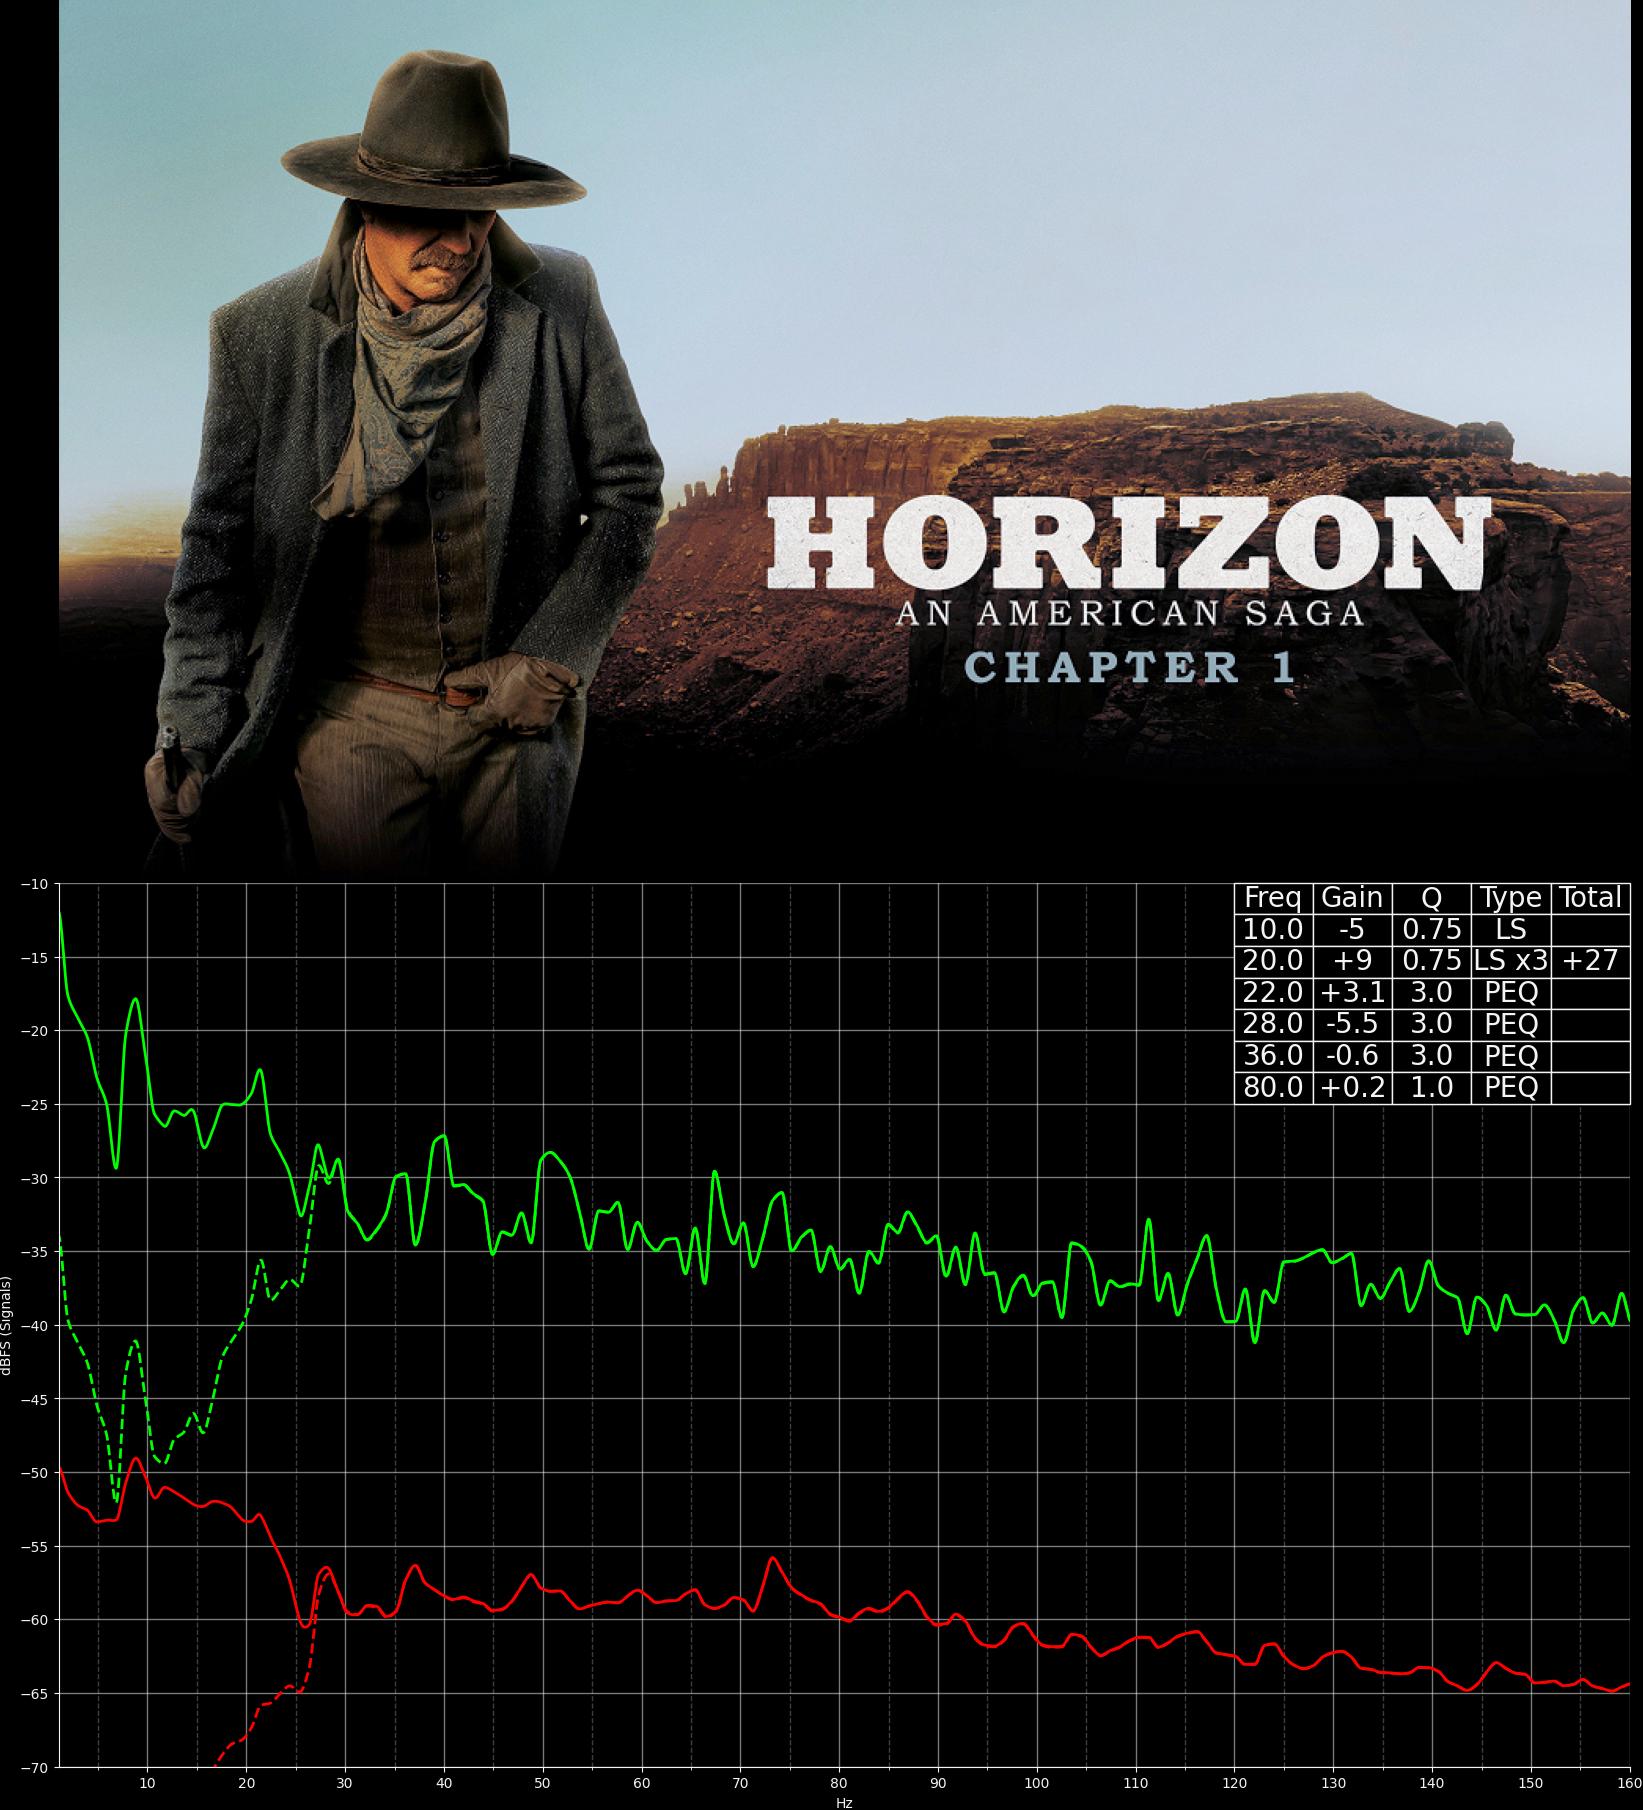 HORIZON
AN AMERICAN SAGA
CHAPTER 1
Freq Gain Q Type Total
10.0 -5 0.75 LS
20.0 +9 0.75 LS x3 +27
22.0 +3.1 3.0 PEQ
28.0 -5.5 3.0 PEQ
36.0 -0.6 3.0 PEQ
80.0 +0.2 1.0 PEQ
−10
−15
−20
−25
−30
−35
−40
−45
−50
−55
−60
−65
−70
dBFS (Signals)
10 20 30 40 50 60 70 80 90 100 110 120 130 140 150 160
Hz